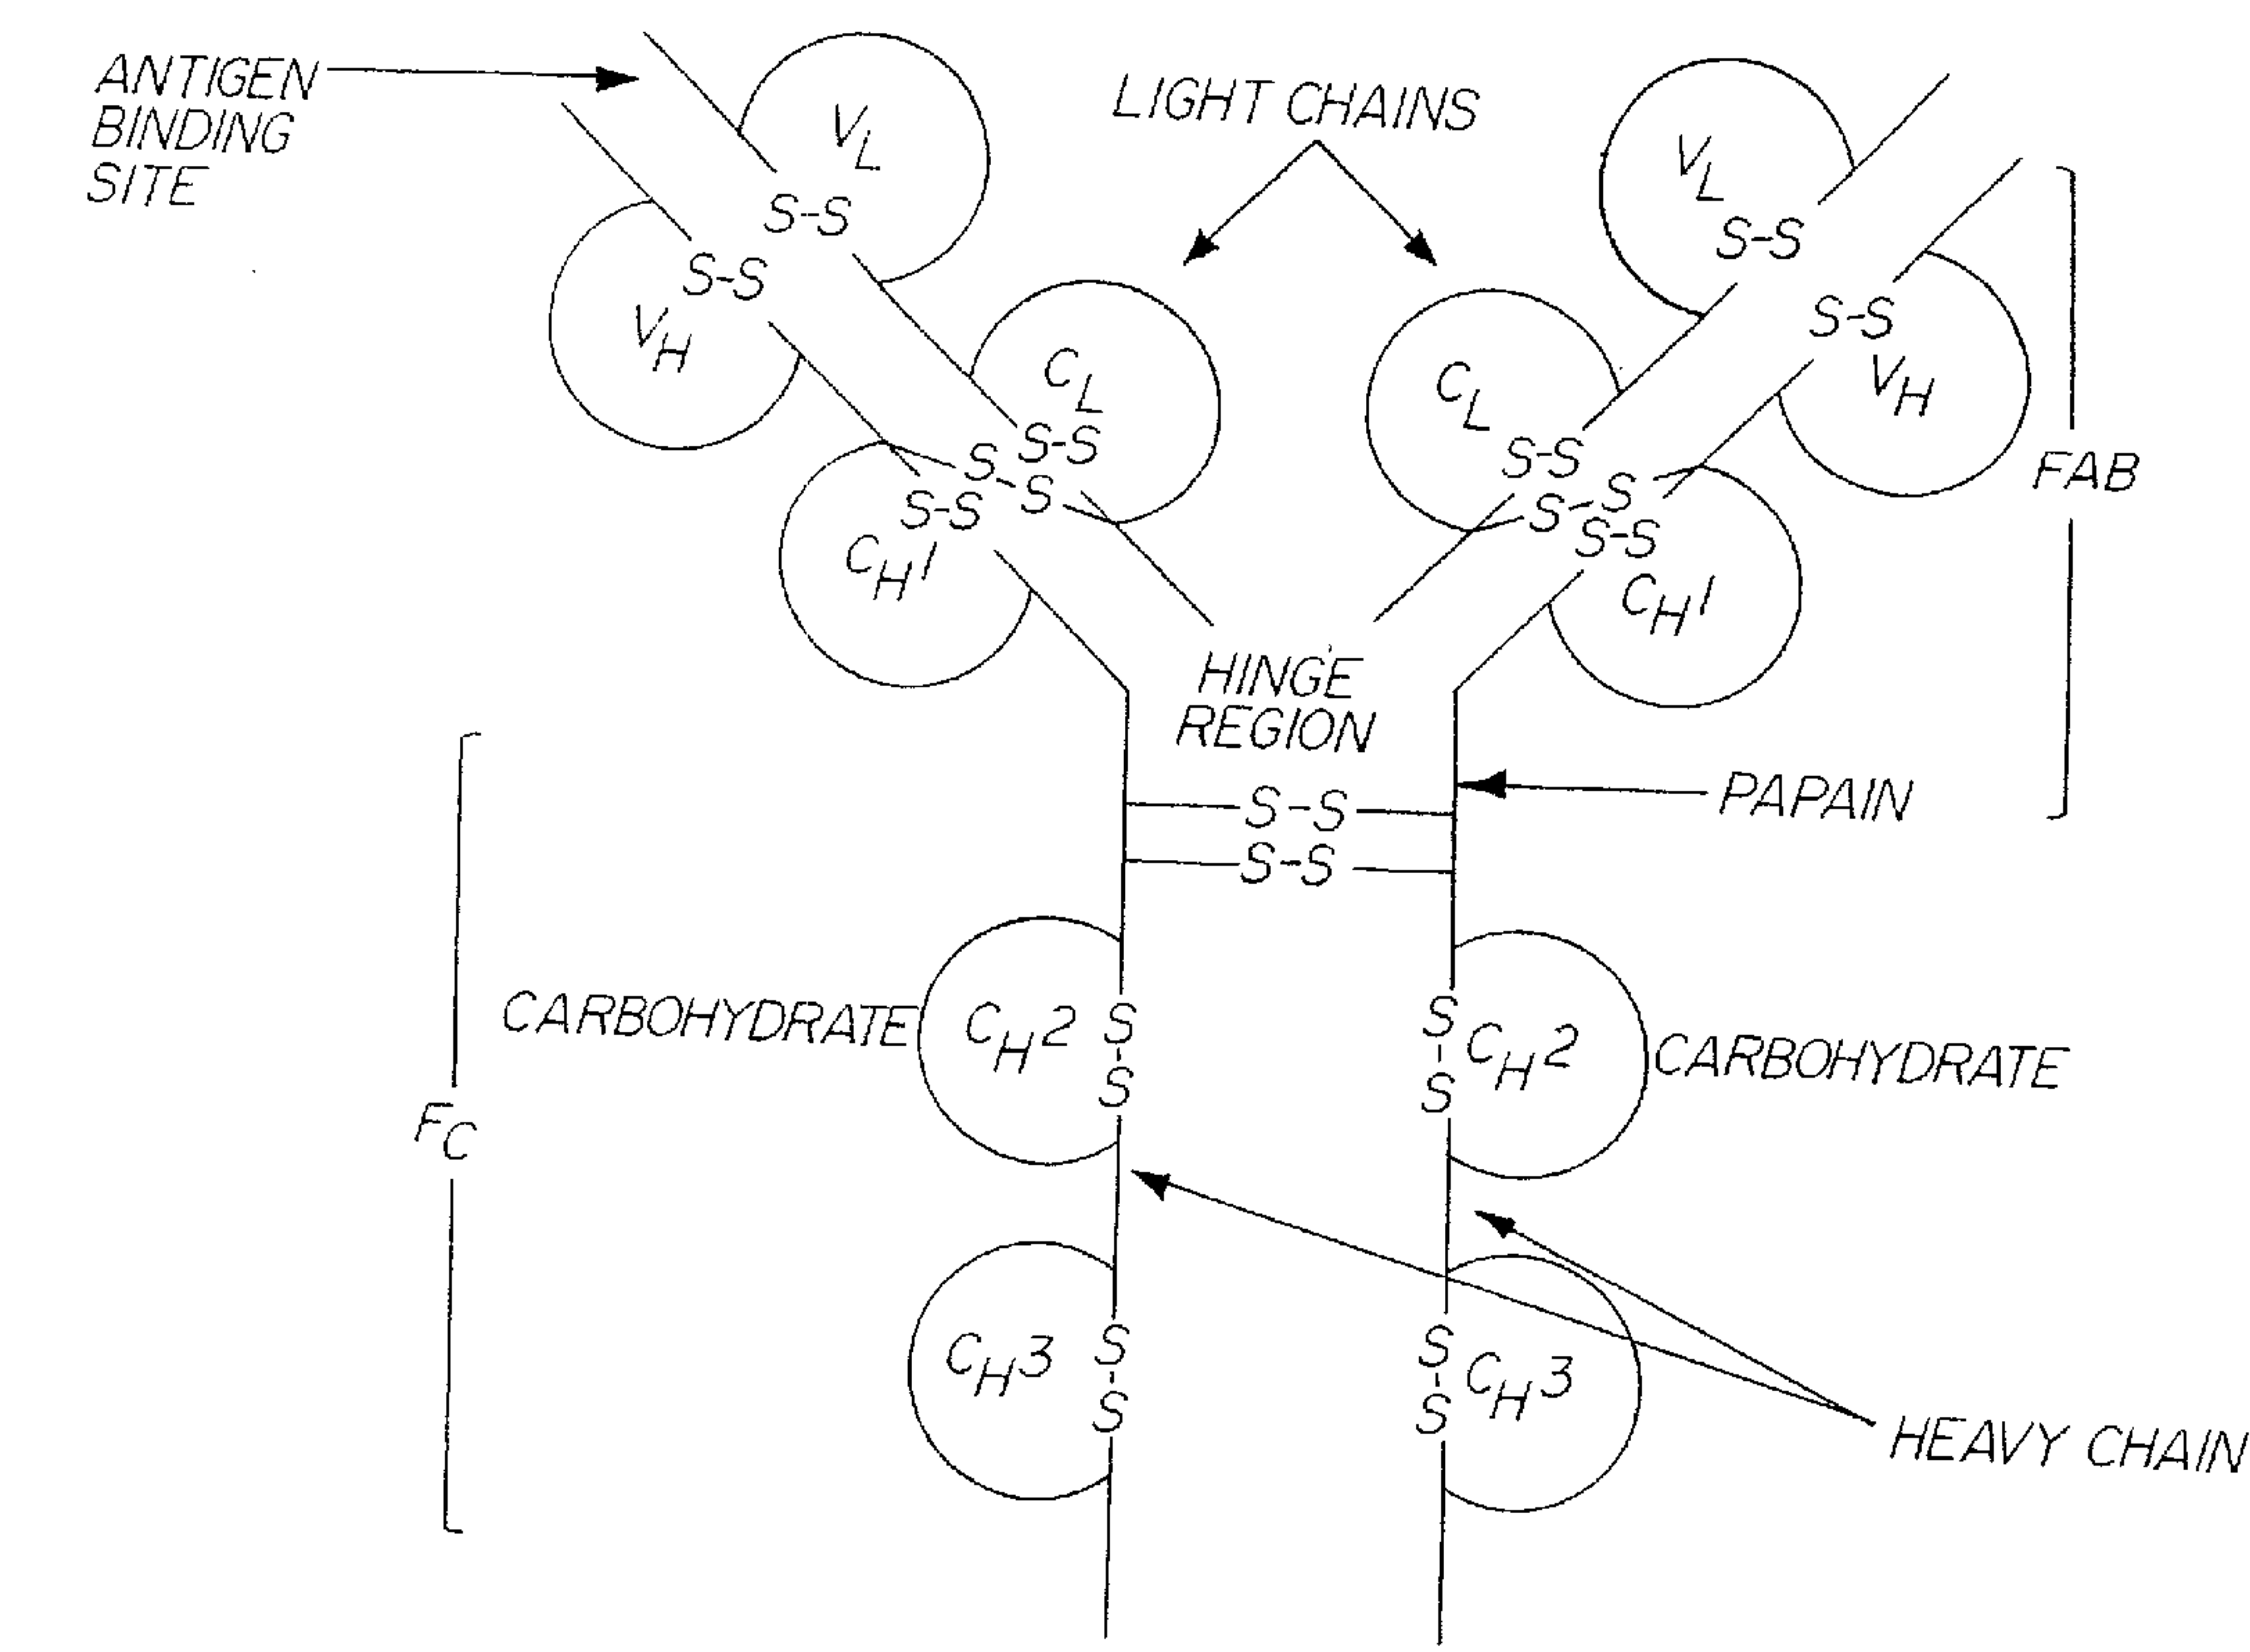 ANTIGEN
BINDING
SITE
LIGHT CHAINS
VL
VL
S-S
S-S
S-S
S-S
VH
VH
CL
CL
S-S
S-S
S-S
S-S
S-S
S-S
CH1
CH1
FAB
HINGE
REGION
PAPAIN
S-S
S-S
CARBOHYDRATE
CH2
S-S
S-S
CH2
CARBOHYDRATE
FC
CH3
S-S
S-S
CH3
HEAVY CHAIN